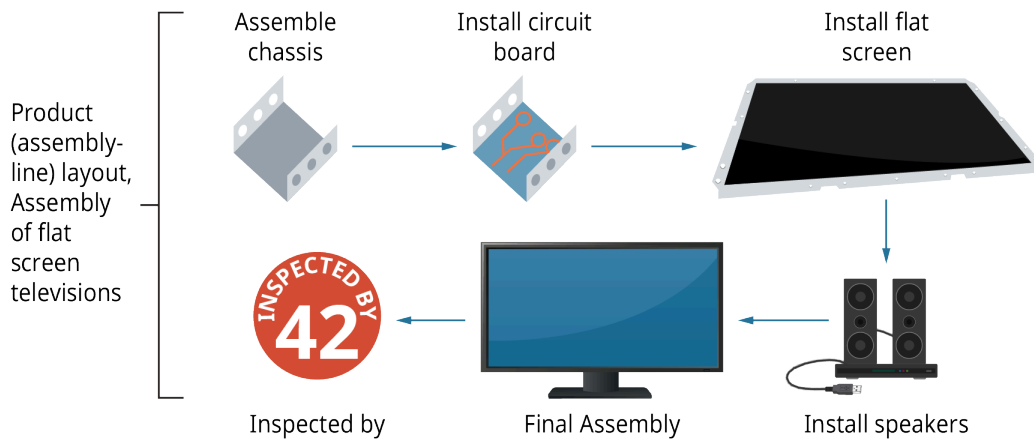 Product
(assembly-
line) layout,
Assembly
of flat
screen
televisions
Assemble
chassis
Install circuit
board
Install flat
screen
INSPECTED BY
42
Inspected by
Final Assembly
Install speakers